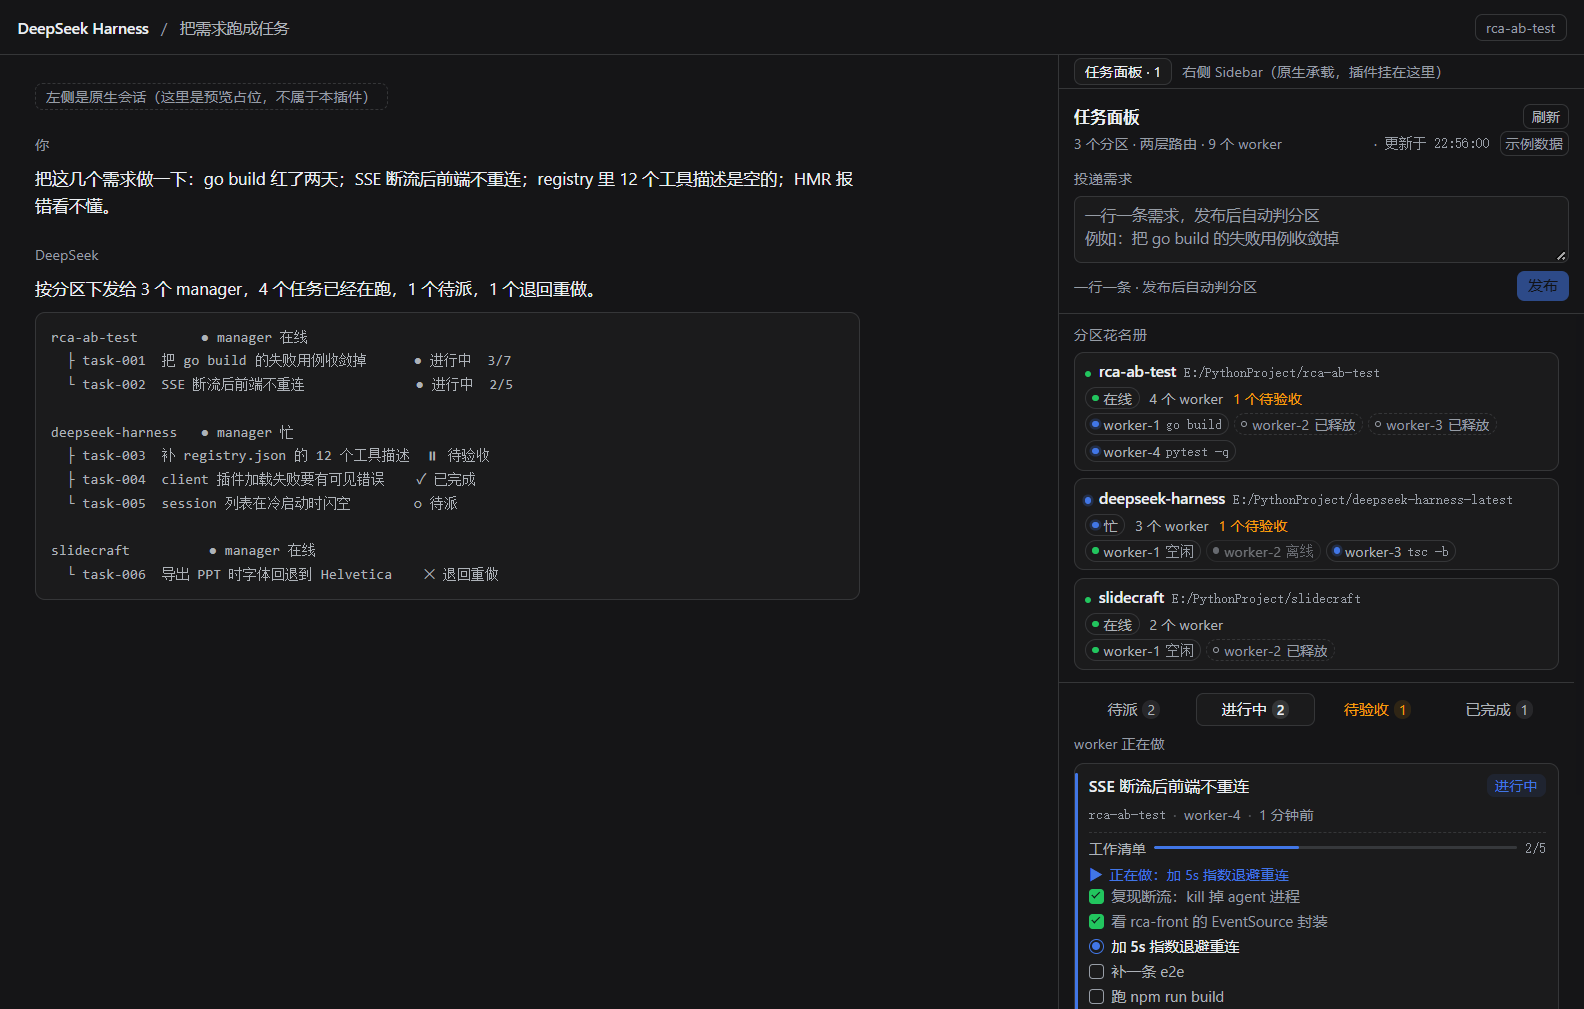 DeepSeek Harness / 把需求跑成任务
rca-ab-test
左侧是原生会话（这里是预览占位，不属于本插件）
你
把这几个需求做一下：go build 红了两天；SSE 断流后前端不重连；registry 里 12 个工具描述是空的；HMR 报
错看不懂。
DeepSeek
按分区下发给 3 个 manager，4 个任务已经在跑，1 个待派，1 个退回重做。
rca-ab-test ● manager 在线
├ task-001 把 go build 的失败用例收敛掉 ● 进行中 3/7
└ task-002 SSE 断流后前端不重连 ● 进行中 2/5
deepseek-harness ● manager 忙
├ task-003 补 registry.json 的 12 个工具描述 ⏸ 待验收
├ task-004 client 插件加载失败要有可见错误 ✓ 已完成
└ task-005 session 列表在冷启动时闪空 ○ 待派
slidecraft ● manager 在线
└ task-006 导出 PPT 时字体回退到 Helvetica ✕ 退回重做
任务面板 · 1 右侧 Sidebar（原生承载，插件挂在这里）
任务面板 刷新
3 个分区 · 两层路由 · 9 个 worker · 更新于 22:56:00 示例数据
投递需求
一行一条需求，发布后自动判分区
例如：把 go build 的失败用例收敛掉
一行一条 · 发布后自动判分区 发布
分区花名册
rca-ab-test E:/PythonProject/rca-ab-test
在线 4 个 worker 1 个待验收
worker-1 go build worker-2 已释放 worker-3 已释放
worker-4 pytest -q
deepseek-harness E:/PythonProject/deepseek-harness-latest
忙 3 个 worker 1 个待验收
worker-1 空闲 worker-2 离线 worker-3 tsc -b
slidecraft E:/PythonProject/slidecraft
在线 2 个 worker
worker-1 空闲 worker-2 已释放
待派 2 进行中 2 待验收 1 已完成 1
worker 正在做
SSE 断流后前端不重连 进行中
rca-ab-test · worker-4 · 1 分钟前
工作清单 2/5
▶ 正在做：加 5s 指数退避重连
复现断流：kill 掉 agent 进程
看 rca-front 的 EventSource 封装
加 5s 指数退避重连
补一条 e2e
跑 npm run build